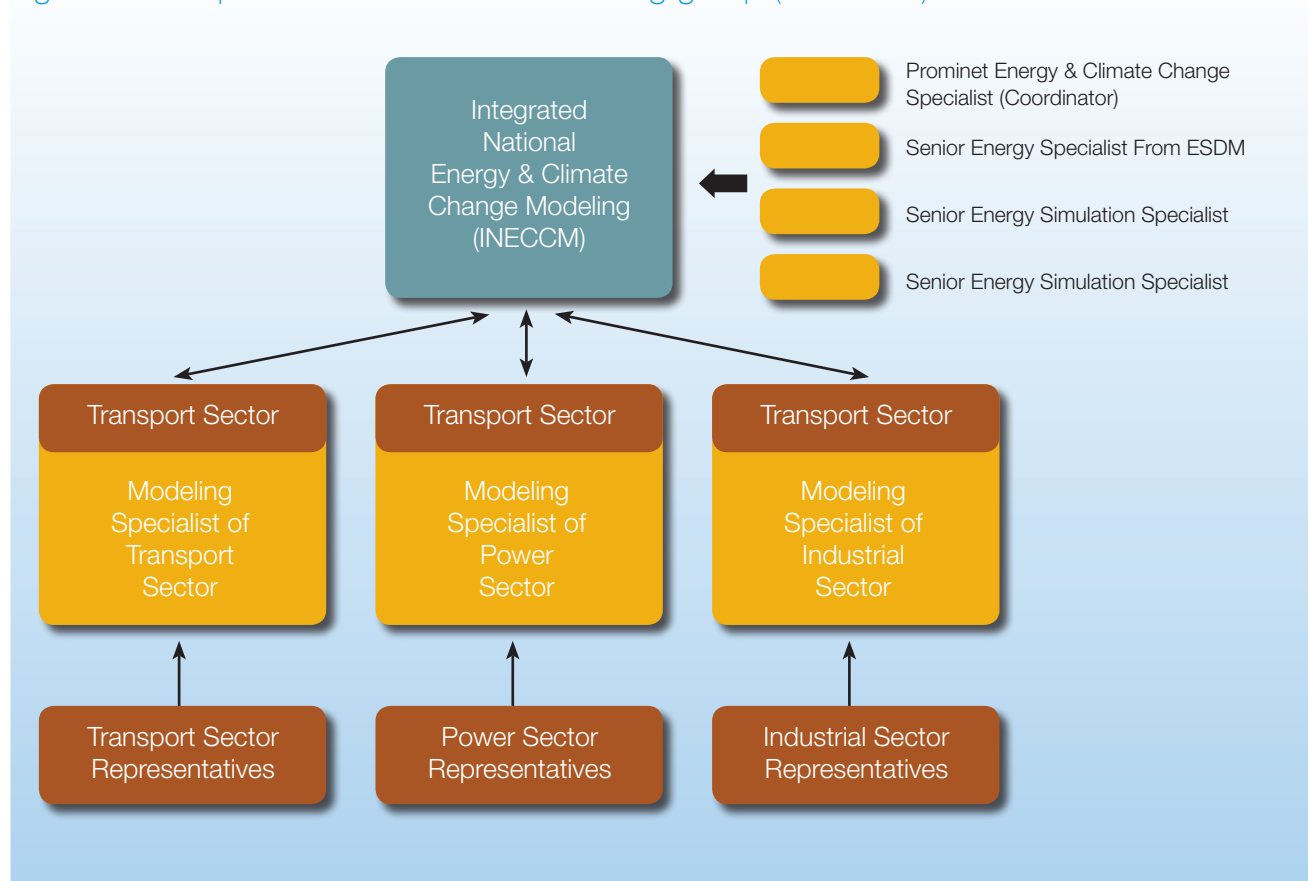 Integrated
National
Energy & Climate
Change Modeling
(INECCM)
Prominet Energy & Climate Change
Specialist (Coordinator)
Senior Energy Specialist From ESDM
Senior Energy Simulation Specialist
Senior Energy Simulation Specialist
Transport Sector
Modeling
Specialist of
Transport
Sector
Transport Sector
Modeling
Specialist of
Power
Sector
Transport Sector
Modeling
Specialist of
Industrial
Sector
Transport Sector
Representatives
Power Sector
Representatives
Industrial Sector
Representatives